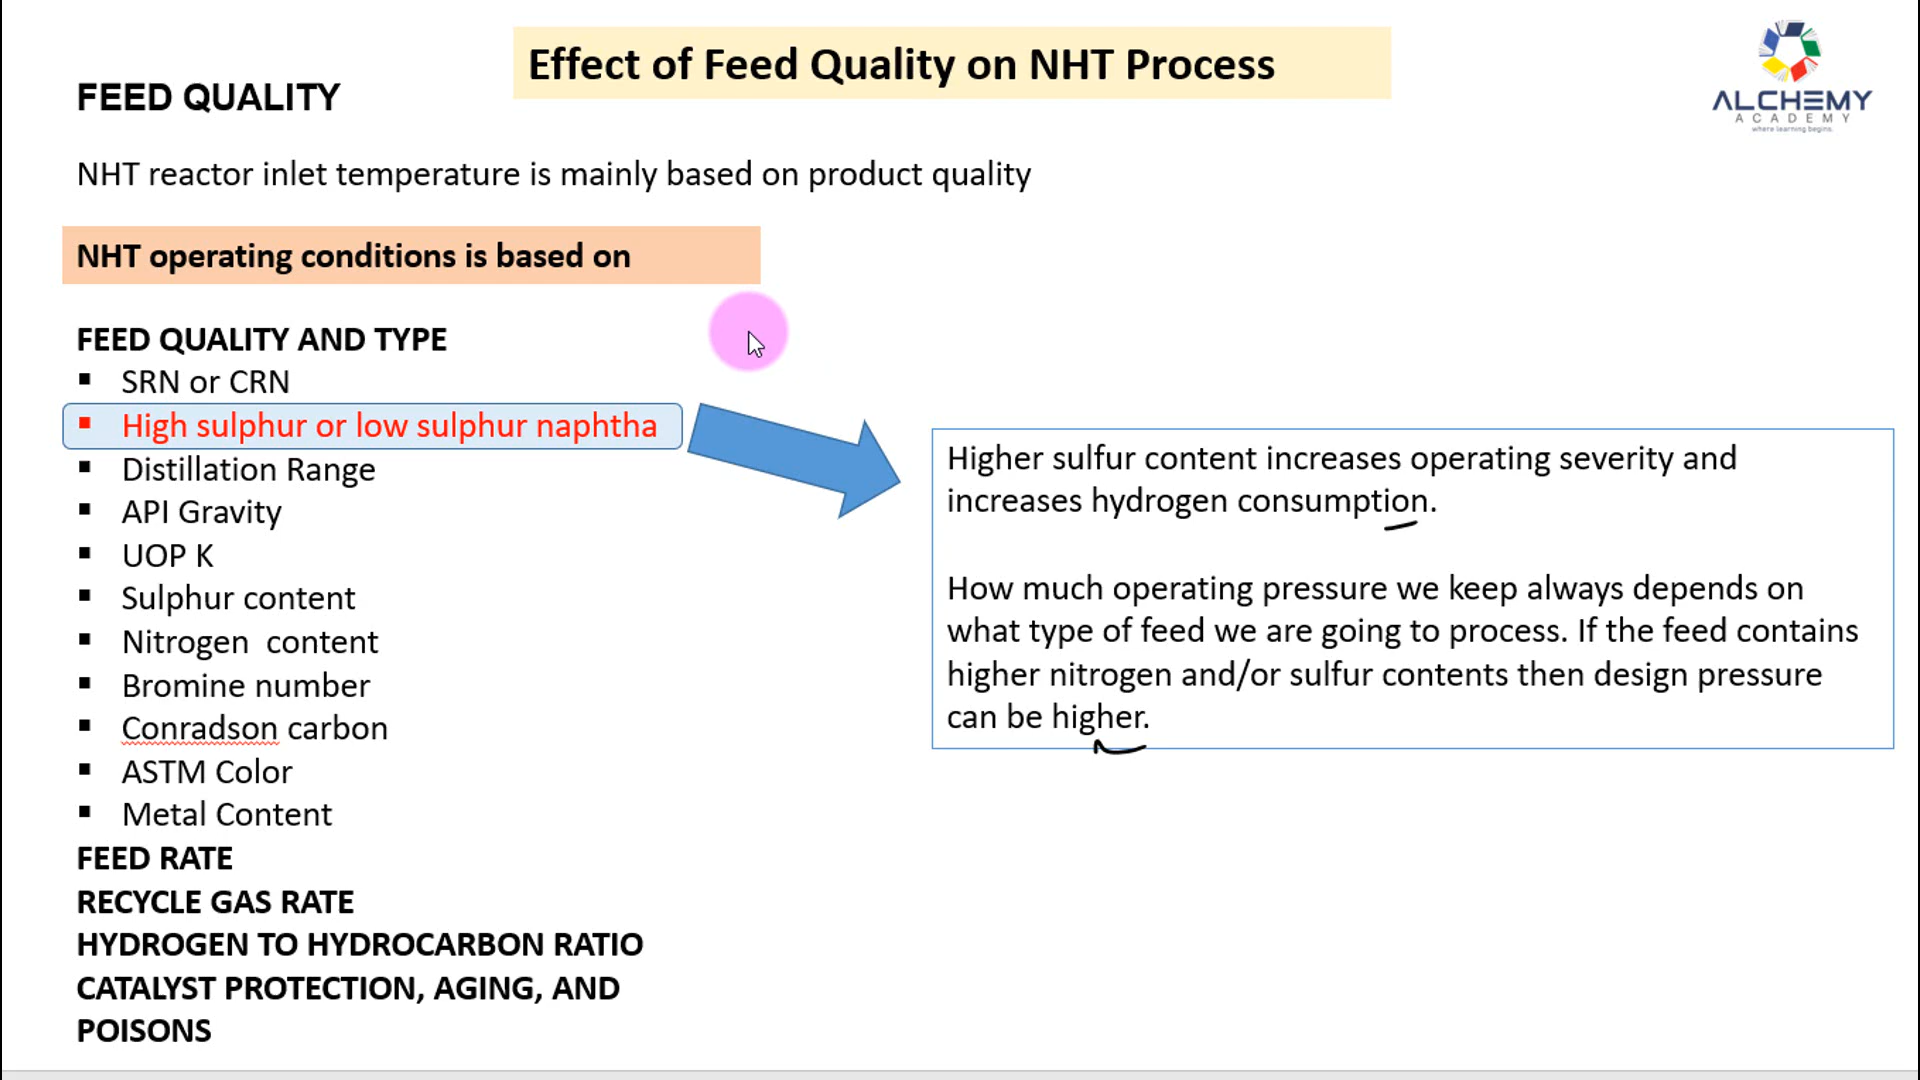 Effect of Feed Quality on NHT Process
FEED QUALITY
ALCHEMY
ACADEMY
where learning begins.
NHT reactor inlet temperature is mainly based on product quality
NHT operating conditions is based on
FEED QUALITY AND TYPE
▪ SRN or CRN
▪ High sulphur or low sulphur naphtha
▪ Distillation Range
▪ API Gravity
▪ UOP K
▪ Sulphur content
▪ Nitrogen  content
▪ Bromine number
▪ Conradson carbon
▪ ASTM Color
▪ Metal Content
FEED RATE
RECYCLE GAS RATE
HYDROGEN TO HYDROCARBON RATIO
CATALYST PROTECTION, AGING, AND
POISONS
Higher sulfur content increases operating severity and
increases hydrogen consumption.
How much operating pressure we keep always depends on
what type of feed we are going to process. If the feed contains
higher nitrogen and/or sulfur contents then design pressure
can be higher.